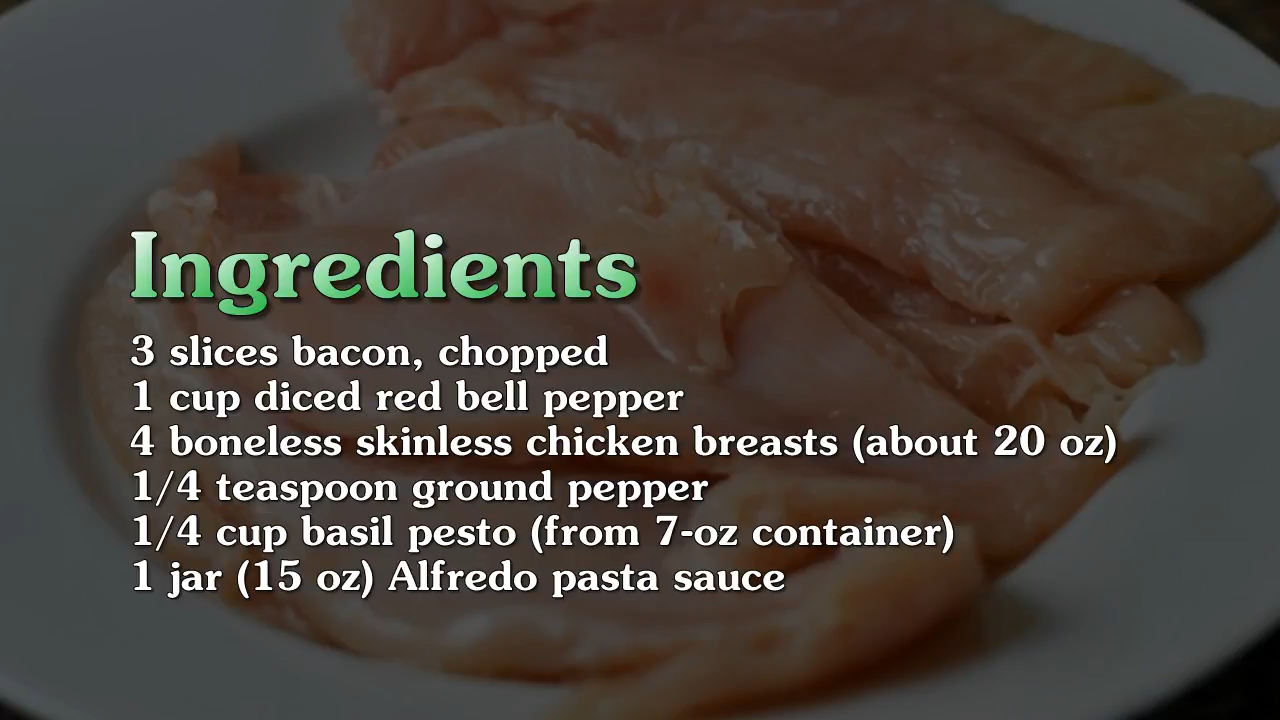 Ingredients
3 slices bacon, chopped
1 cup diced red bell pepper
4 boneless skinless chicken breasts (about 20 oz)
1/4 teaspoon ground pepper
1/4 cup basil pesto (from 7-oz container)
1 jar (15 oz) Alfredo pasta sauce